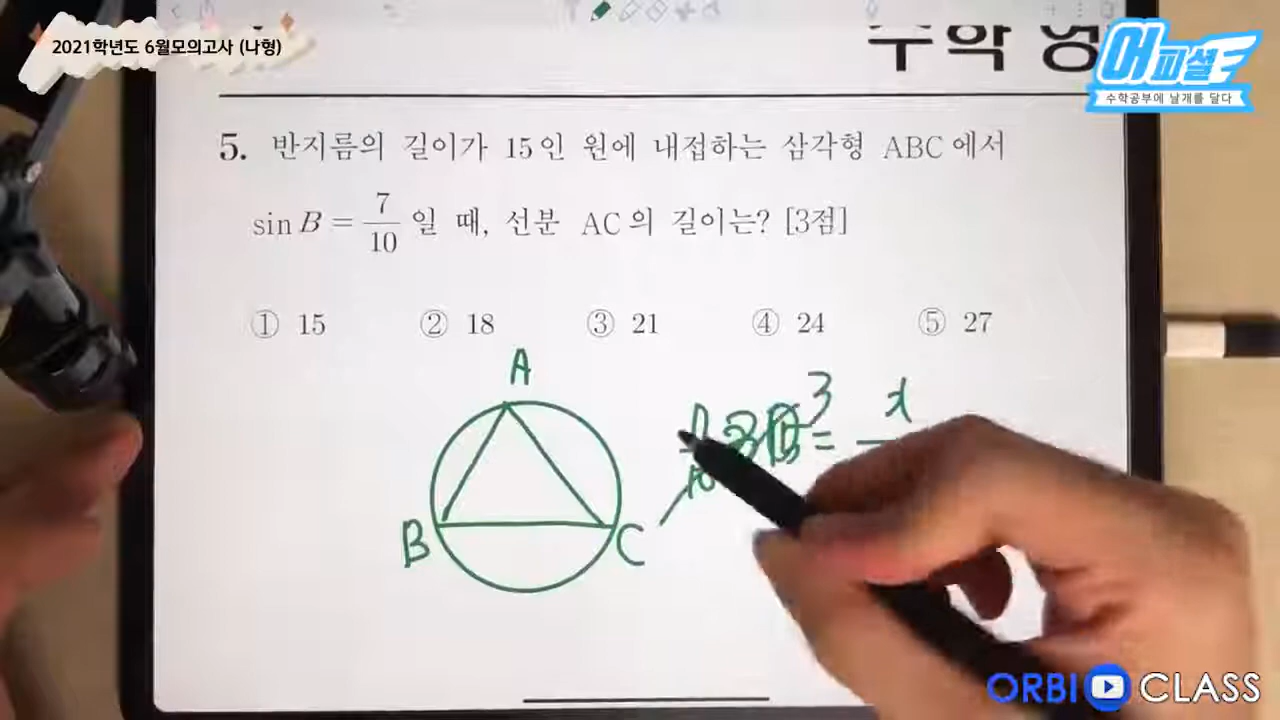 2021학년도 6월모의고사 (나형)
수학 영
어피셜
수학공부에 날개를 달다
5. 반지름의 길이가 15인 원에 내접하는 삼각형 ABC에서
sin B = 7/10 일 때, 선분 AC의 길이는? [3점]
① 15 ② 18 ③ 21 ④ 24 ⑤ 27
A
B
C
ORBI CLASS